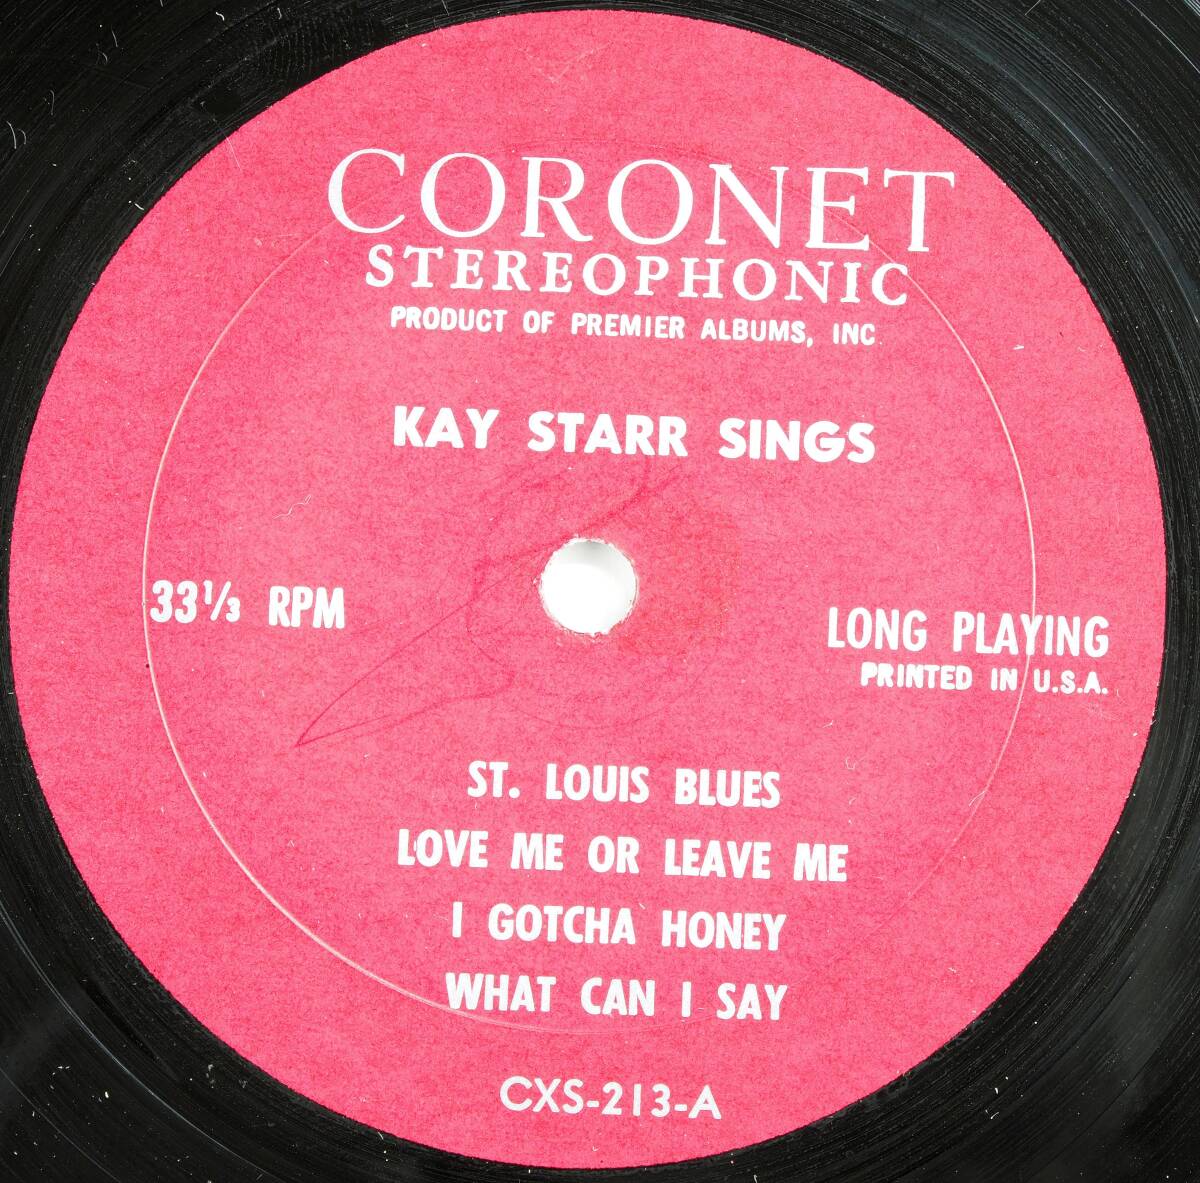 CORONET
STEREOPHONIC
PRODUCT OF PREMIER ALBUMS, INC.
KAY STARR SINGS
33⅓ RPM
LONG PLAYING
PRINTED IN U.S.A.
ST. LOUIS BLUES
LOVE ME OR LEAVE ME
I GOTCHA HONEY
WHAT CAN I SAY
CXS-213-A